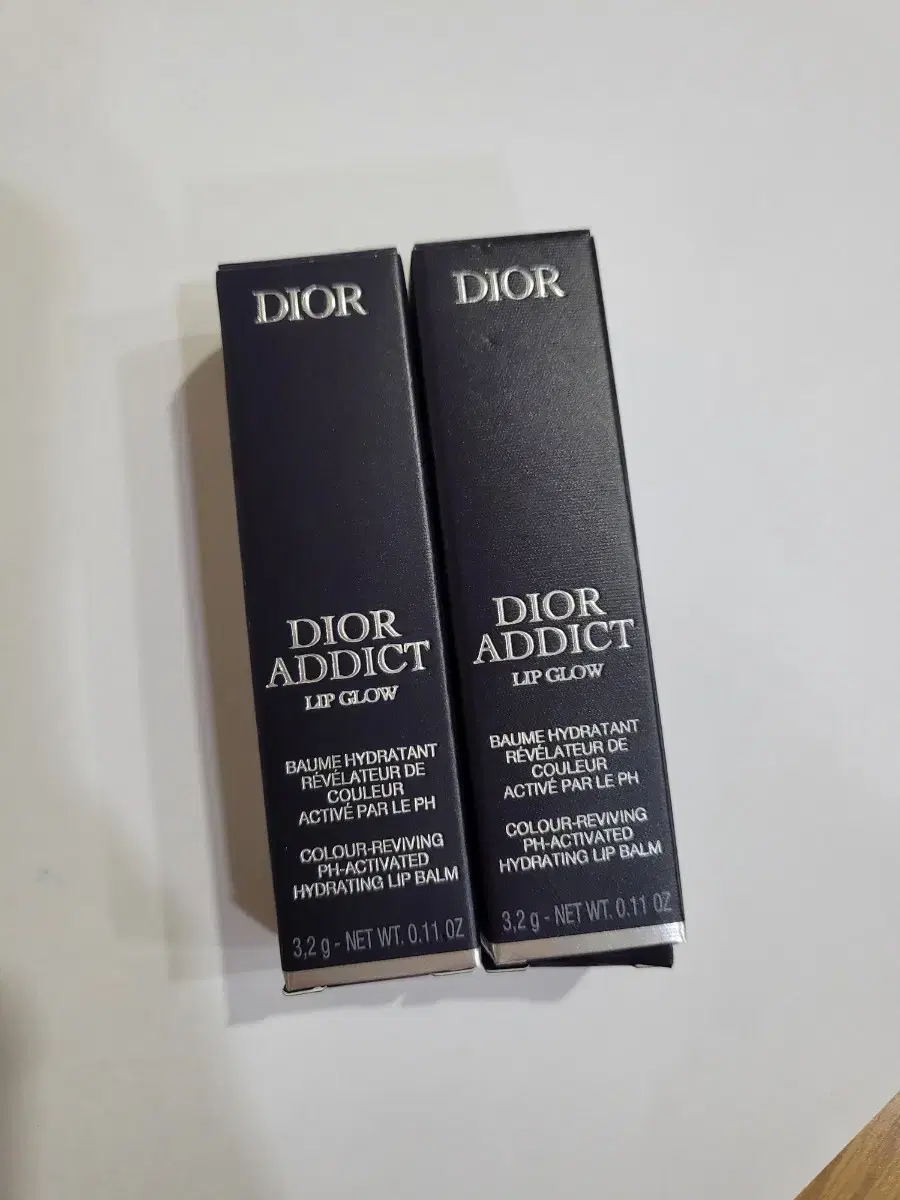 DIOR
DIOR
ADDICT
LIP GLOW
BAUME HYDRATANT
RÉVÉLATEUR DE
COULEUR
ACTIVÉ PAR LE PH
COLOUR-REVIVING
PH-ACTIVATED
HYDRATING LIP BALM
3,2 g - NET WT. 0.11 OZ
DIOR
DIOR
ADDICT
LIP GLOW
BAUME HYDRATANT
RÉVÉLATEUR DE
COULEUR
ACTIVÉ PAR LE PH
COLOUR-REVIVING
PH-ACTIVATED
HYDRATING LIP BALM
3,2 g - NET WT. 0.11 OZ